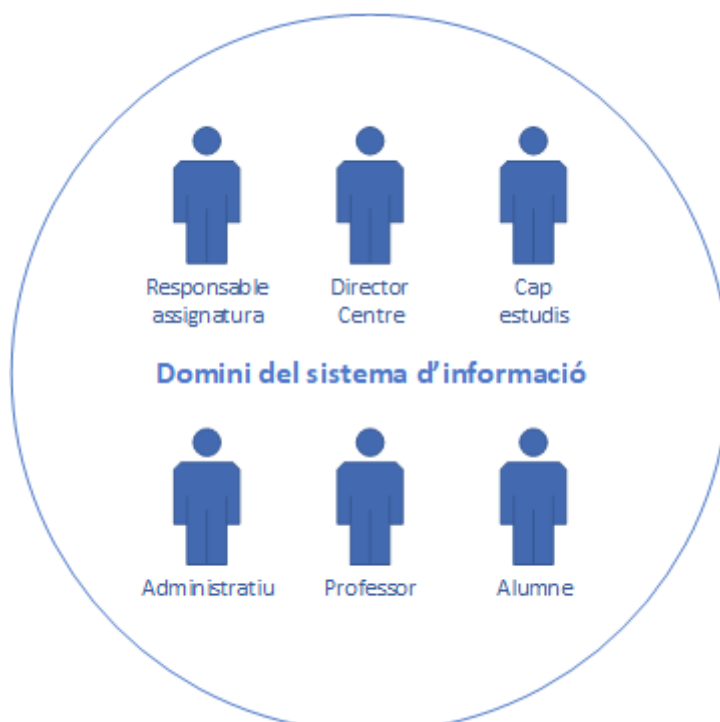 Responsable Director Cap
assignatura Centre estudis
Domini del sistema d'informació
Administratiu Professor Alumne